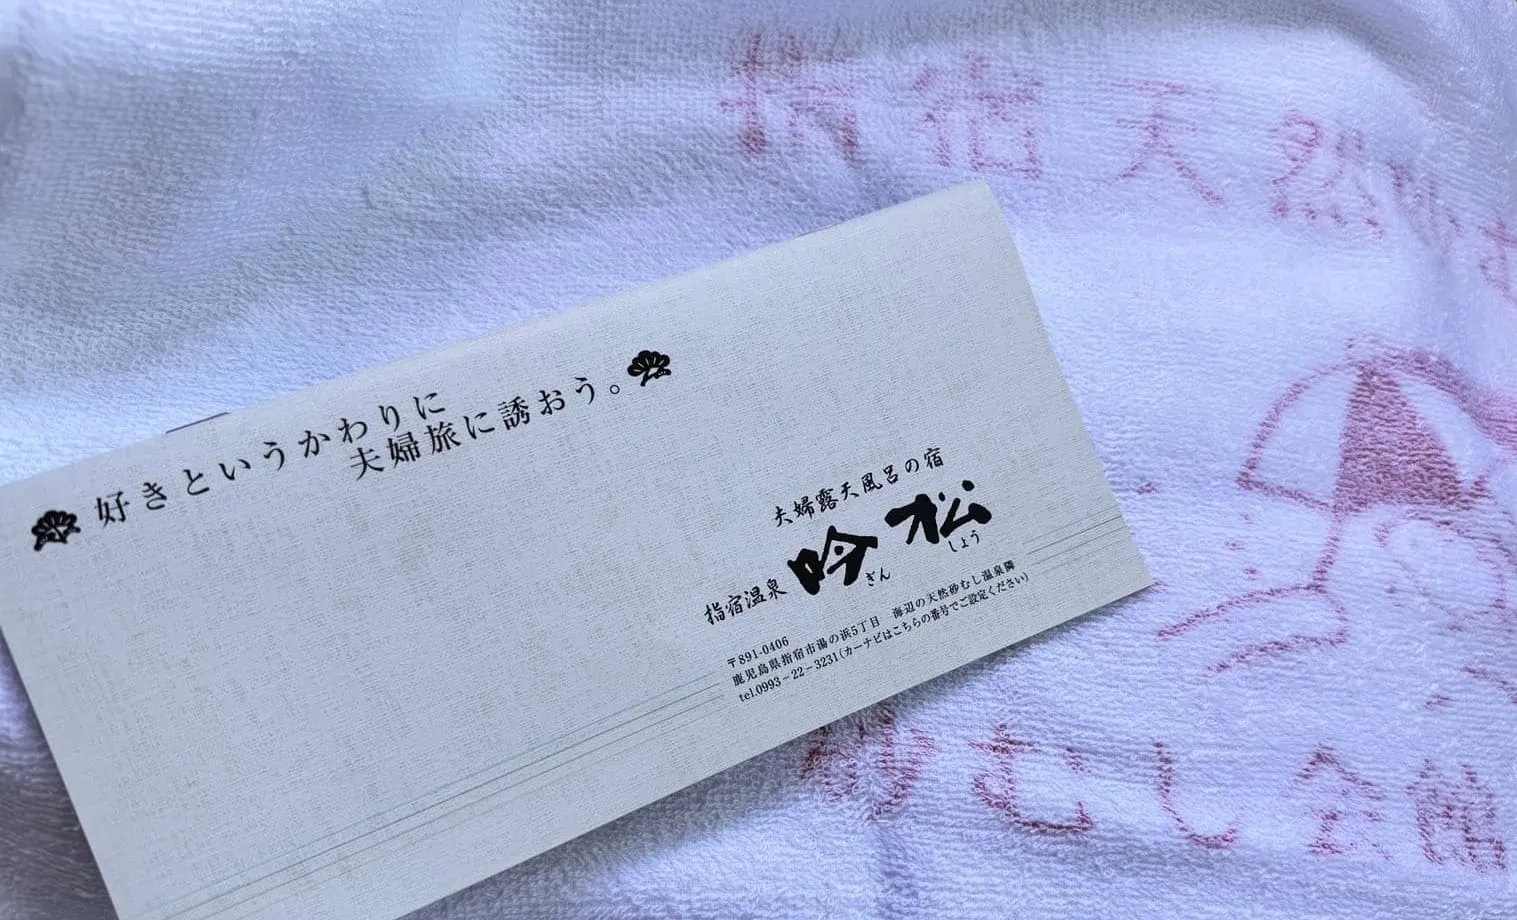 指宿天然
好きというかわりに
夫婦旅に誘おう。
夫婦露天風呂の宿
指宿温泉 吟松
ぎん しょう
〒891-0406
鹿児島県指宿市湯の浜5丁目 海辺の天然砂むし温泉隣
tel.0993－22－3231(カーナビはこちらの番号でご設定ください)
砂むし会館